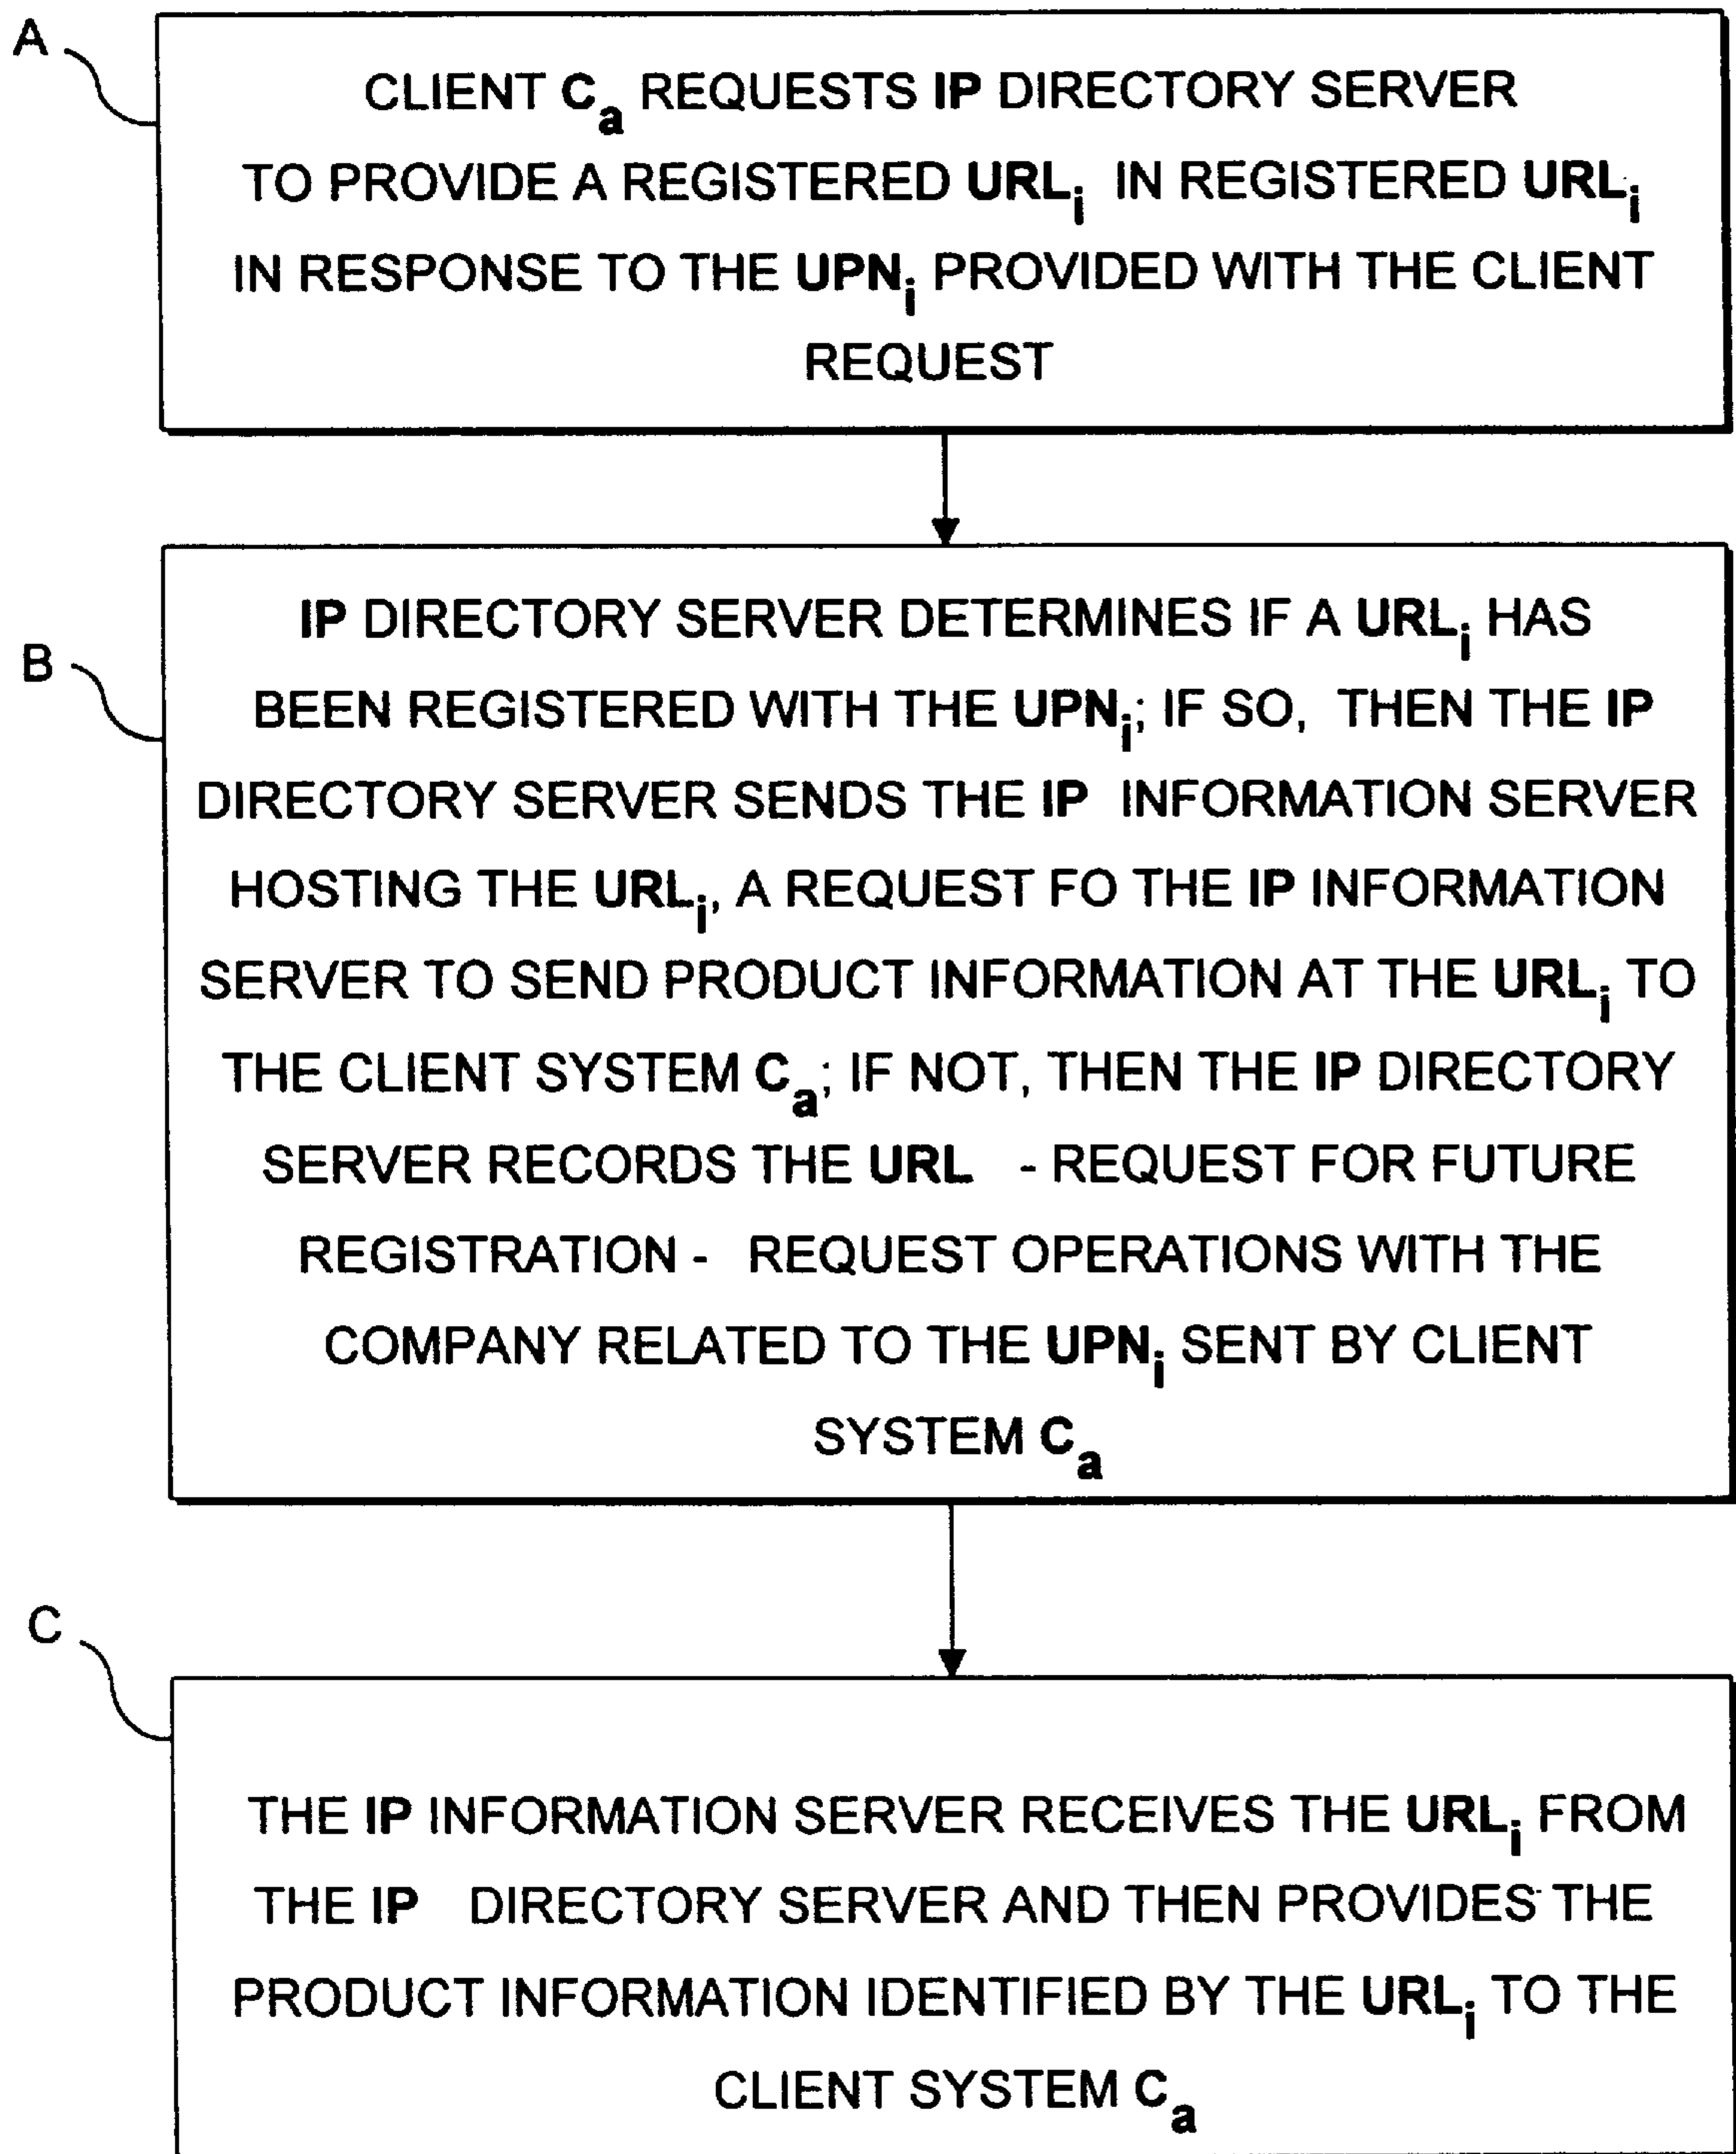 A
CLIENT Ca REQUESTS IP DIRECTORY SERVER
TO PROVIDE A REGISTERED URLi IN REGISTERED URLi
IN RESPONSE TO THE UPNi PROVIDED WITH THE CLIENT
REQUEST
B
IP DIRECTORY SERVER DETERMINES IF A URLi HAS
BEEN REGISTERED WITH THE UPNi; IF SO, THEN THE IP
DIRECTORY SERVER SENDS THE IP INFORMATION SERVER
HOSTING THE URLi, A REQUEST FO THE IP INFORMATION
SERVER TO SEND PRODUCT INFORMATION AT THE URLi TO
THE CLIENT SYSTEM Ca; IF NOT, THEN THE IP DIRECTORY
SERVER RECORDS THE URL - REQUEST FOR FUTURE
REGISTRATION - REQUEST OPERATIONS WITH THE
COMPANY RELATED TO THE UPNi SENT BY CLIENT
SYSTEM Ca
C
THE IP INFORMATION SERVER RECEIVES THE URLi FROM
THE IP DIRECTORY SERVER AND THEN PROVIDES THE
PRODUCT INFORMATION IDENTIFIED BY THE URLi TO THE
CLIENT SYSTEM Ca